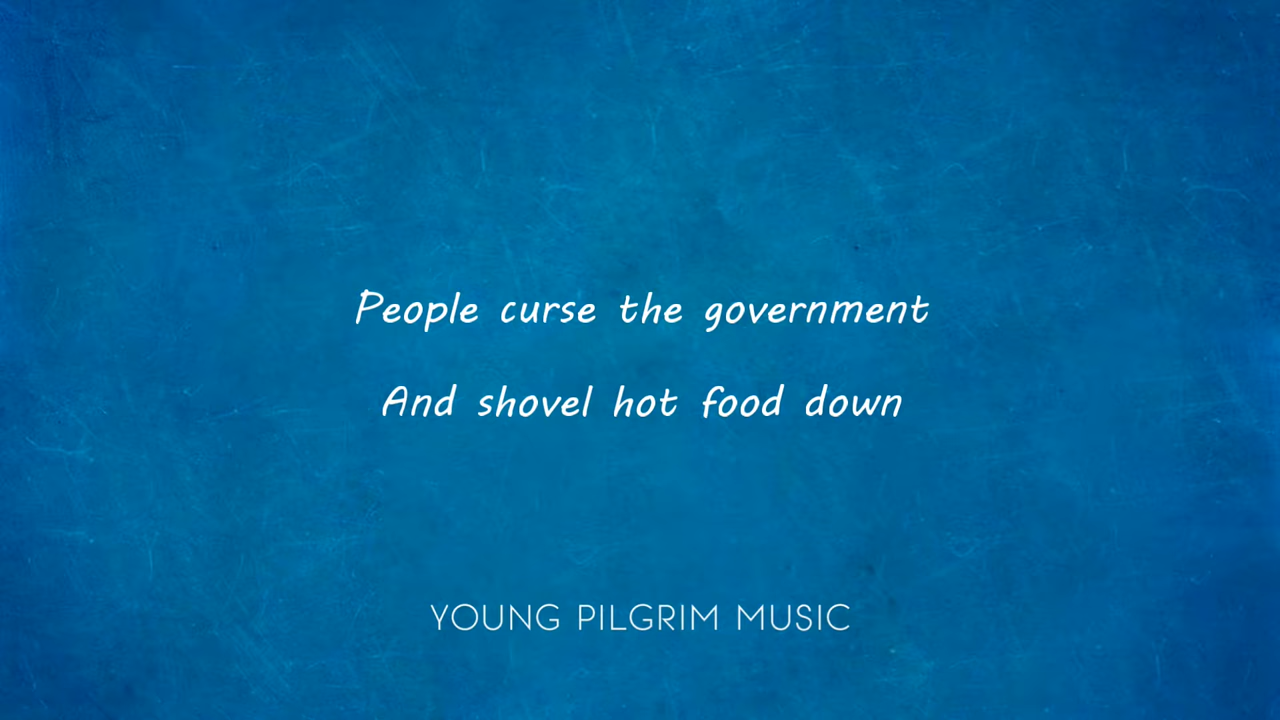 People curse the government
And shovel hot food down
YOUNG PILGRIM MUSIC